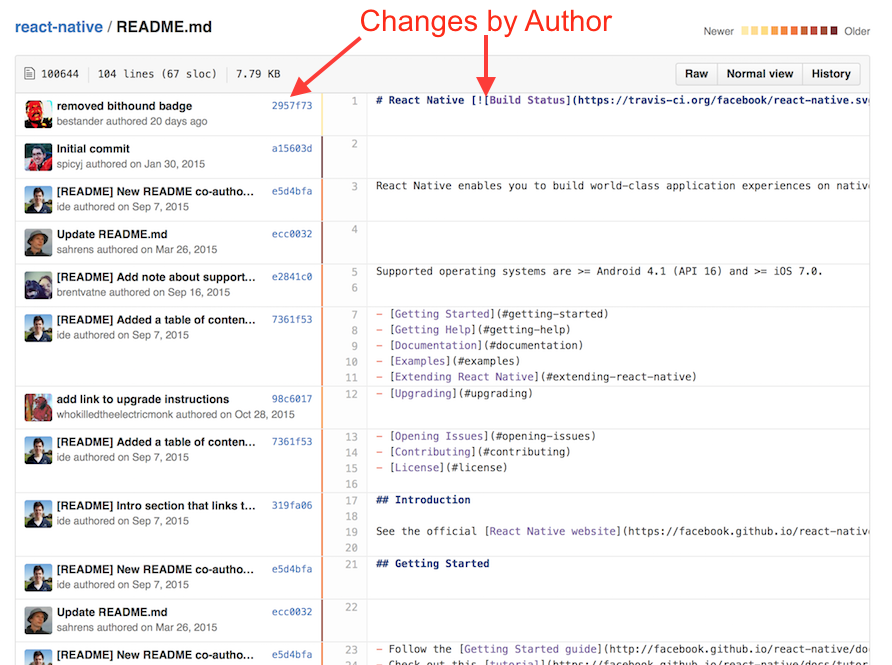 Changes by Author
react-native / README.md
Newer Older
100644 104 lines (67 sloc) 7.79 KB Raw Normal view History
removed bithound badge 2957f73
bestander authored 20 days ago
1 # React Native [![Build Status](https://travis-ci.org/facebook/react-native.sv
Initial commit a15603d
spicyj authored on Jan 30, 2015
2
[README] New README co-autho... e5d4bfa
ide authored on Sep 7, 2015
3 React Native enables you to build world-class application experiences on nativ
Update README.md ecc0032
sahrens authored on Mar 26, 2015
4
[README] Add note about support... e2841c0
brentvatne authored on Sep 16, 2015
5 Supported operating systems are >= Android 4.1 (API 16) and >= iOS 7.0.
6
[README] Added a table of conten... 7361f53
ide authored on Sep 7, 2015
7 - [Getting Started](#getting-started)
8 - [Getting Help](#getting-help)
9 - [Documentation](#documentation)
10 - [Examples](#examples)
11 - [Extending React Native](#extending-react-native)
add link to upgrade instructions 98c6017
whokilledtheelectricmonk authored on Oct 28, 2015
12 - [Upgrading](#upgrading)
[README] Added a table of conten... 7361f53
ide authored on Sep 7, 2015
13 - [Opening Issues](#opening-issues)
14 - [Contributing](#contributing)
15 - [License](#license)
16
[README] Intro section that links t... 319fa06
ide authored on Sep 7, 2015
17 ## Introduction
18
19 See the official [React Native website](https://facebook.github.io/react-nativ
20
[README] New README co-autho... e5d4bfa
ide authored on Sep 7, 2015
21 ## Getting Started
Update README.md ecc0032
sahrens authored on Mar 26, 2015
22
[README] New README co-autho... e5d4bfa
23 - Follow the [Getting Started guide](http://facebook.github.io/react-native/do
24 - Check out this [tutorial](https://facebook.github.io/react-native/docs/tutor